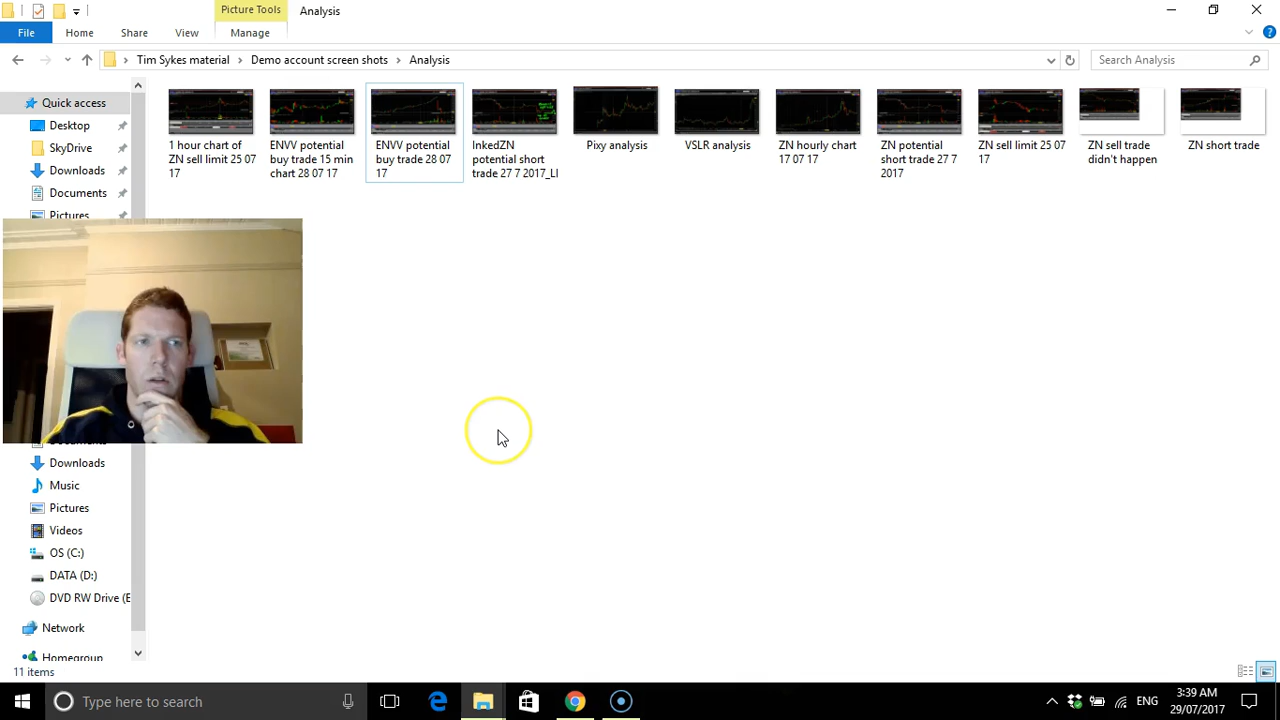 Picture Tools
Analysis
File
Home
Share
View
Manage
Tim Sykes material
Demo account screen shots
Analysis
Search Analysis
Quick access
Desktop
SkyDrive
Downloads
Documents
Pictures
Downloads
Music
Pictures
Videos
OS (C:)
DATA (D:)
DVD RW Drive (E
Network
Homegroup
1 hour chart of
ZN sell limit 25 07
17
ENVV potential
buy trade 15 min
chart 28 07 17
ENVV potential
buy trade 28 07
17
InkedZN
potential short
trade 27 7 2017_LI
Pixy analysis
VSLR analysis
ZN hourly chart
17 07 17
ZN potential
short trade 27 7
2017
ZN sell limit 25 07
17
ZN sell trade
didn't happen
ZN short trade
11 items
Type here to search
ENG
3:39 AM
29/07/2017